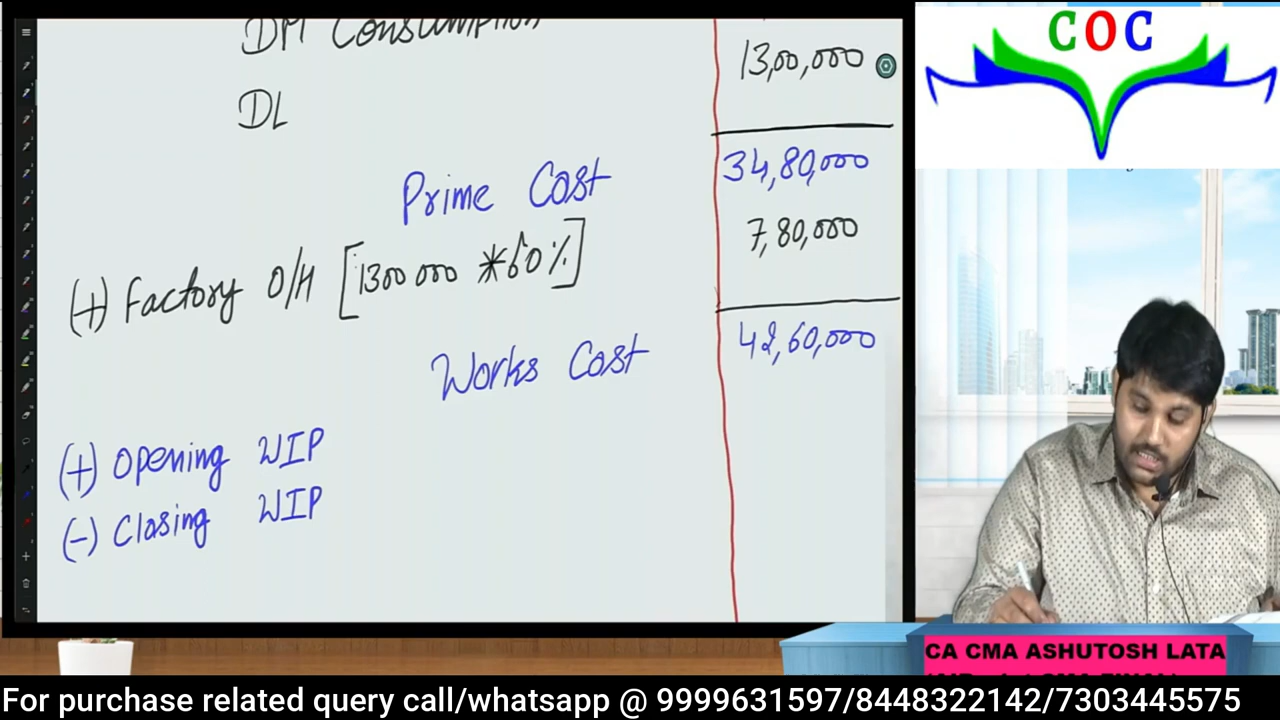 DM Consumption
13,00,000
DL
Prime Cost 34,80,000
(+) Factory O/H [1300 000 *60%] 7,80,000
Works Cost 42,60,000
(+) Opening WIP
(-) Closing WIP
COC
CA CMA ASHUTOSH LATA
For purchase related query call/whatsapp @ 9999631597/8448322142/7303445575